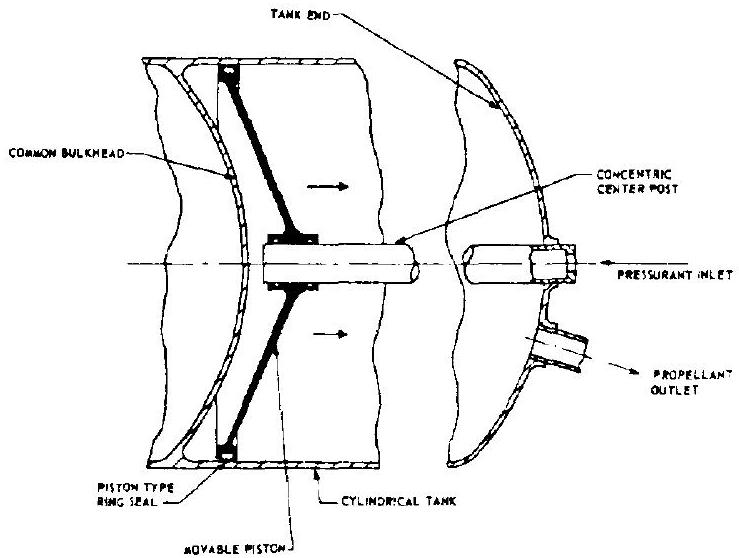 TANK END
COMMON BULKHEAD
CONCENTRIC
CENTER POST
PRESSURANT INLET
PROPELLANT
OUTLET
PISTON TYPE
RING SEAL
CYLINDRICAL TANK
MOVABLE PISTON